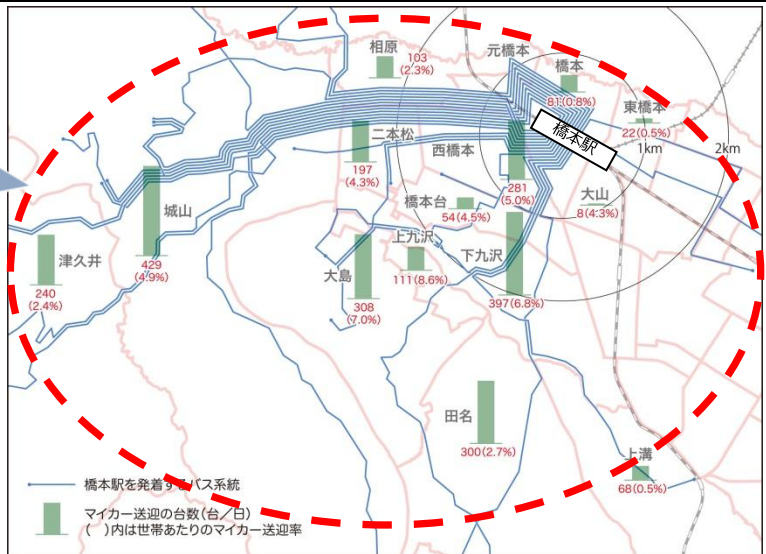 相原
103
(2.3%)
元橋本
橋本
81(0.8%)
東橋本
22(0.5%)
橋本駅
1km
2km
二本松
197
(4.3%)
西橋本
281
(5.0%)
大山
8(4.3%)
橋本台
54(4.5%)
城山
429
(4.9%)
津久井
240
(2.4%)
上九沢
111(8.6%)
下九沢
397(6.8%)
大島
308
(7.0%)
田名
300(2.7%)
上溝
68(0.5%)
橋本駅を発着するバス系統
マイカー送迎の台数(台/日)
( )内は世帯あたりのマイカー送迎率